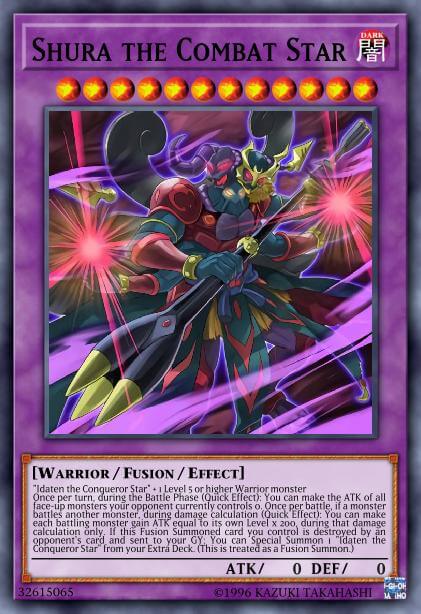 SHURA THE COMBAT STAR
DARK
闇
[WARRIOR / FUSION / EFFECT]
"Idaten the Conqueror Star" + 1 Level 5 or higher Warrior monster
Once per turn, during the Battle Phase (Quick Effect): You can make the ATK of all
face-up monsters your opponent currently controls 0. Once per battle, if a monster
battles another monster, during damage calculation (Quick Effect): You can make
each battling monster gain ATK equal to its own Level x 200, during that damage
calculation only. If this Fusion Summoned card you control is destroyed by an
opponent's card and sent to your GY: You can Special Summon 1 "Idaten the
Conqueror Star" from your Extra Deck. (This is treated as a Fusion Summon.)
ATK/ 0 DEF/ 0
32615065
©1996 KAZUKI TAKAHASHI